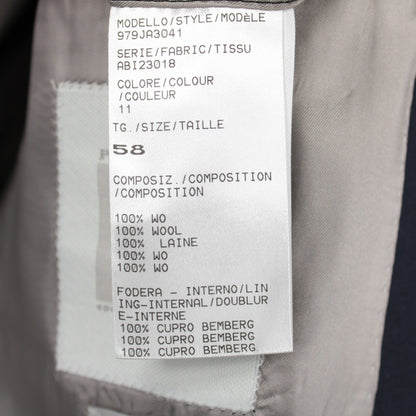 MODELLO/STYLE/MODèLE
979JA3041
SERIE/FABRIC/TISSU
ABI23018
COLORE/COLOUR
/COULEUR
11
TG./SIZE/TAILLE
58
COMPOSIZ./COMPOSITION
/COMPOSITION
100% WO
100% WOOL
100% LAINE
100% WO
100% WO
FODERA - INTERNO/LIN
ING-INTERNAL/DOUBLUR
E-INTERNE
100% CUPRO BEMBERG
100% CUPRO BEMBERG
100% CUPRO BEMBERG